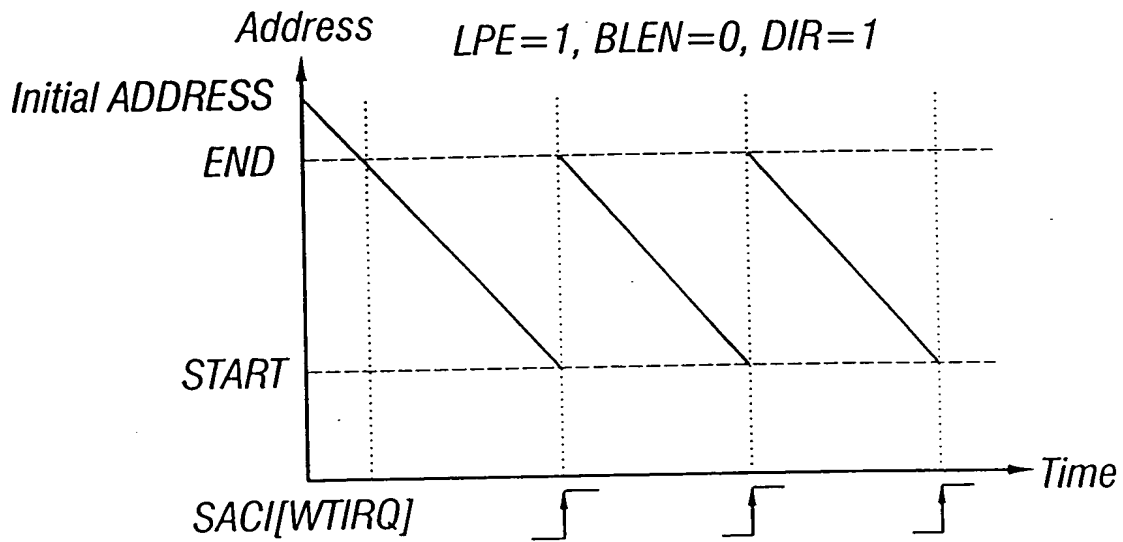 Address
LPE=1, BLEN=0, DIR=1
Initial ADDRESS
END
START
Time
SACI[WTIRQ]